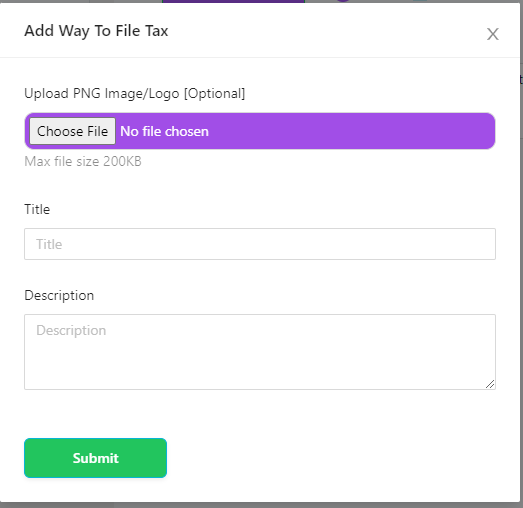 Add Way To File Tax
Upload PNG Image/Logo [Optional]
Choose File No file chosen
Max file size 200KB
Title
Title
Description
Description
Submit